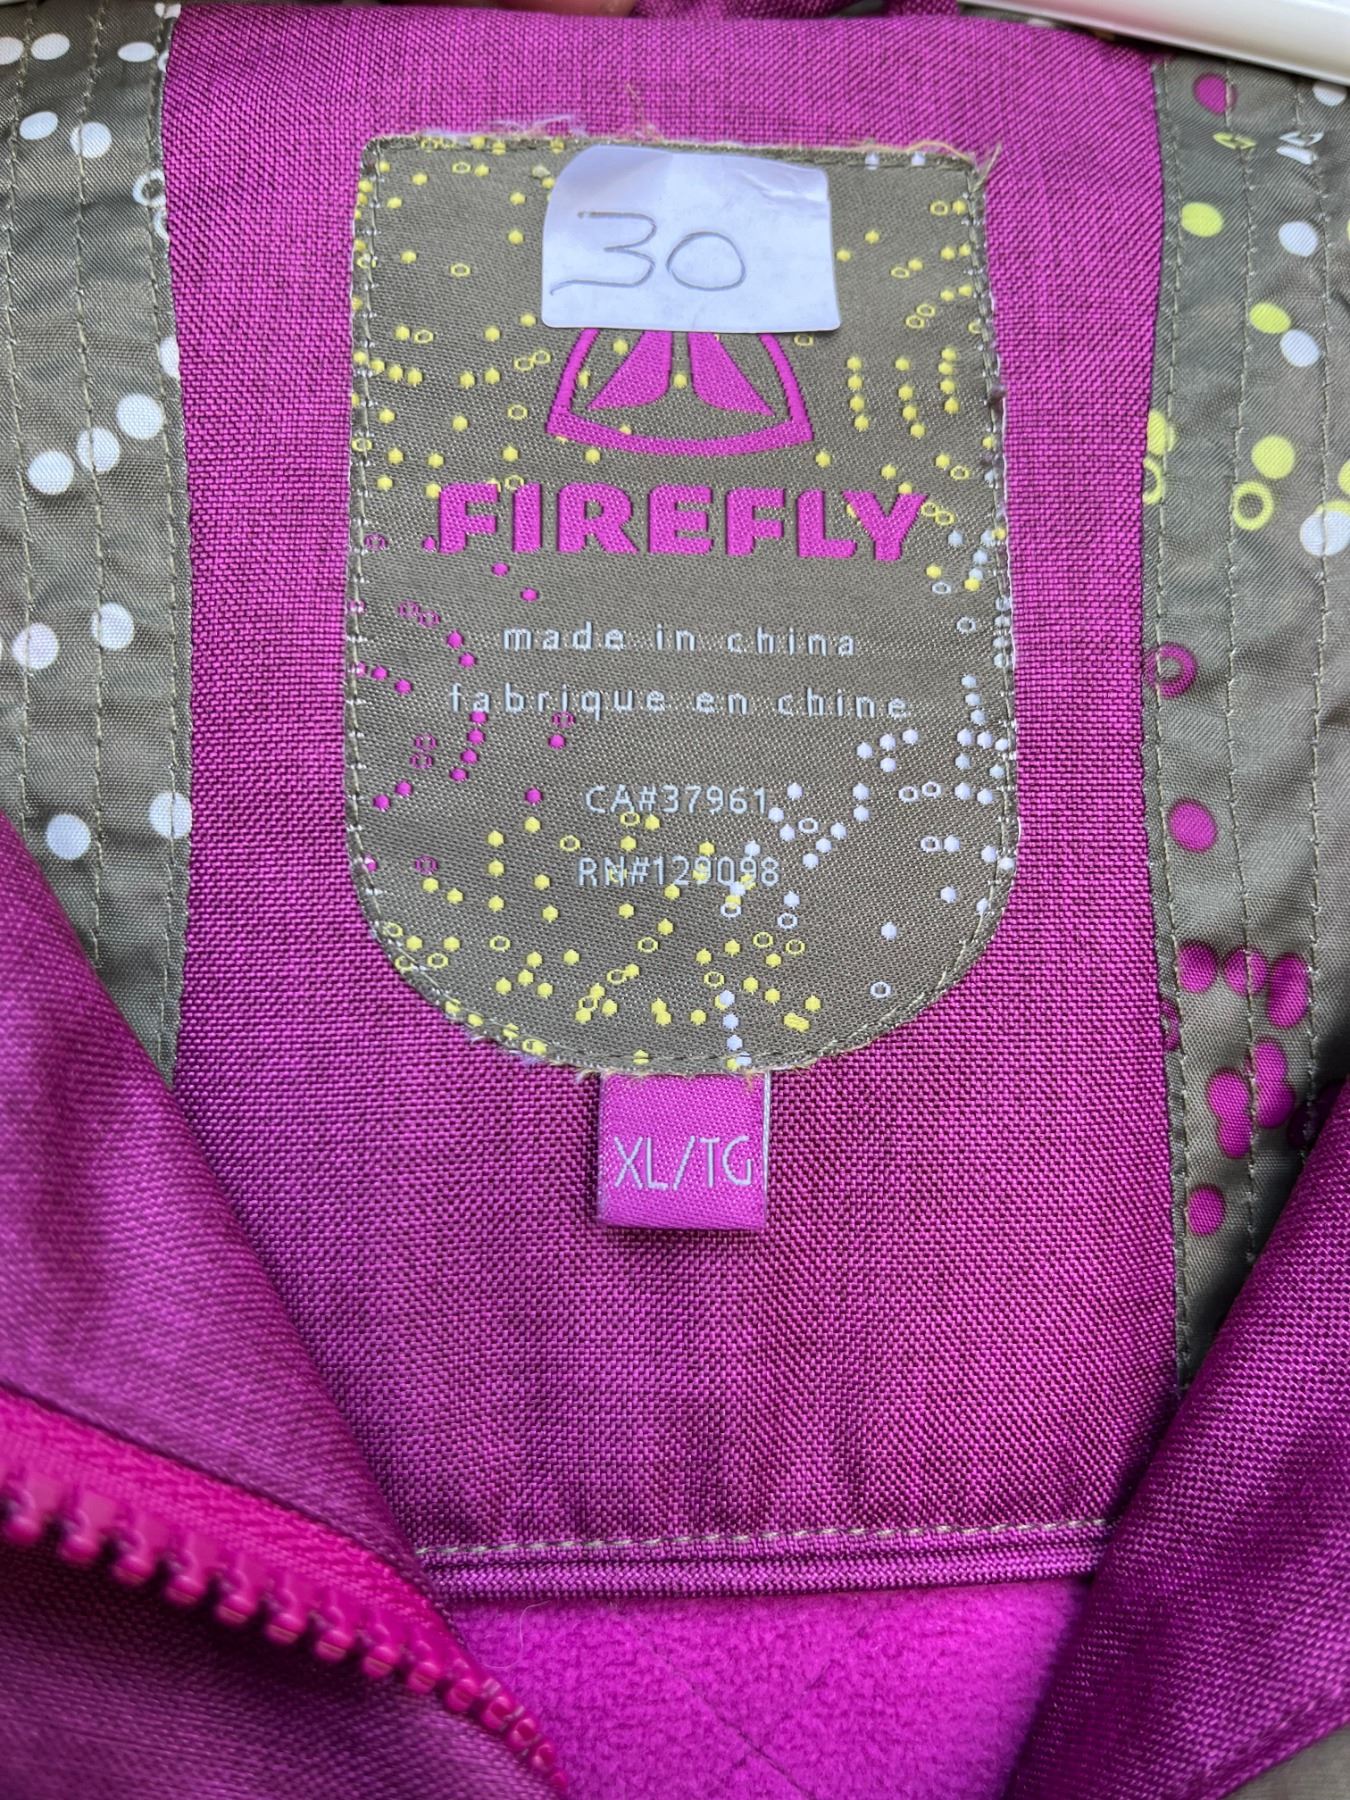 30
FIREFLY
made in china
fabrique en chine
CA#37961
RN#129098
XL/TG